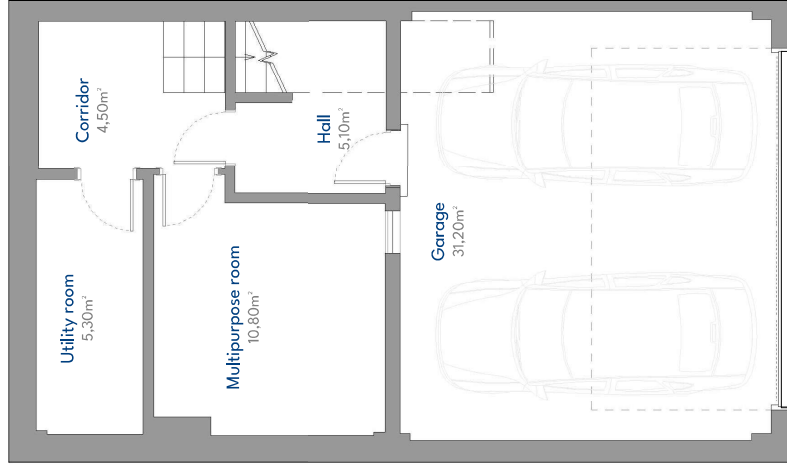 Corridor
4,50m²
Hall
5,10m²
Garage
31,20m²
Utility room
5,30m²
Multipurpose room
10,80m²